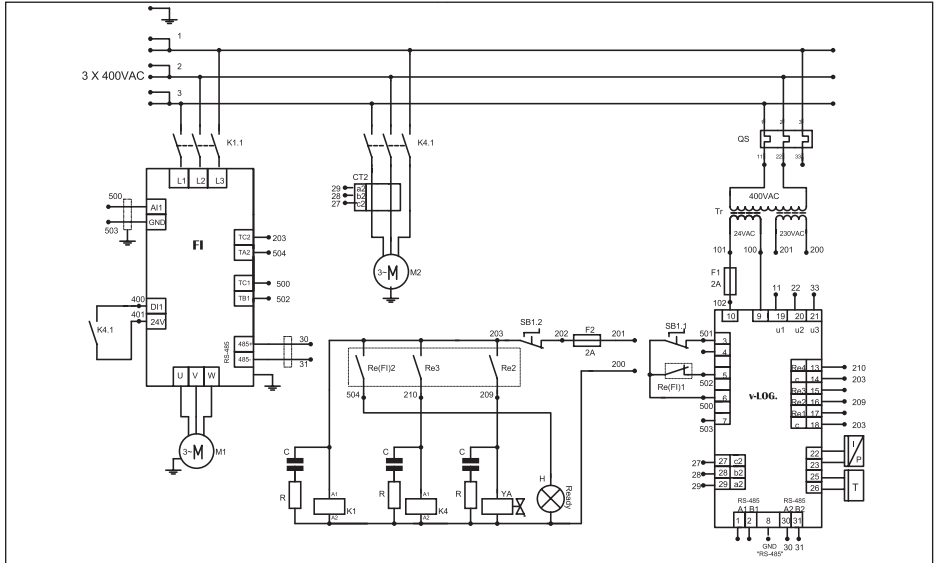 1
2
3 X 400VAC
3
K1.1
K4.1
QS
1 2 3
11 22 33
L1 L2 L3
CT2
29 a2
28 b2
27 c2
400VAC
Tr
24VAC 230VAC
500 AI1
503 GND
FI
TC2 203
TA2 504
TC1 500
TB1 502
3~M M2
101 100 201 200
F1
2A
102
11 22 33
10 9 19 20 21
u1 u2 u3
400 DI1
401 24V
K4.1
RS-485
485+ 30
485- 31
U V W
3~M M1
203 SB1.2 202 F2 201
2A
200
Re(FI)2 Re3 Re2
504 210 209
SB1.1 501 3
4
5
502
Re(FI)1
6
500
7
503
v-LOG.
Re4 13 210
c 14 203
Re3 15
Re2 16 209
Re1 17
c 18 203
22
23
I/P
25
26
T
27 27 c2
28 28 b2
29 29 a2
C C C
R R R
A1 A1
A2 A2
K1 K4 YA
H
Ready
RS-485 RS-485
A1 B1 A2 B2
1 2 8 30 31
GND 30 31
"RS-485"